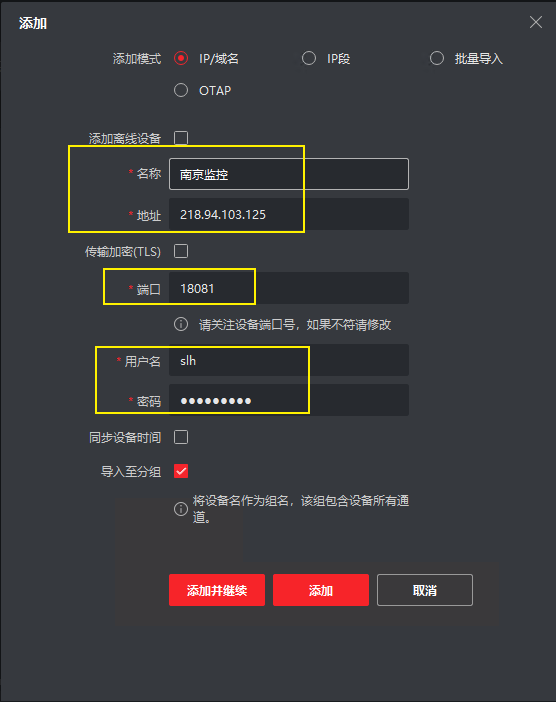 添加
添加模式 IP/域名 IP段 批量导入
OTAP
添加离线设备
* 名称 南京监控
* 地址 218.94.103.125
传输加密(TLS)
* 端口 18081
请关注设备端口号，如果不符请修改
* 用户名 slh
* 密码 ●●●●●●●●●
同步设备时间
导入至分组
将设备名作为组名，该组包含设备所有通
道。
添加并继续 添加 取消